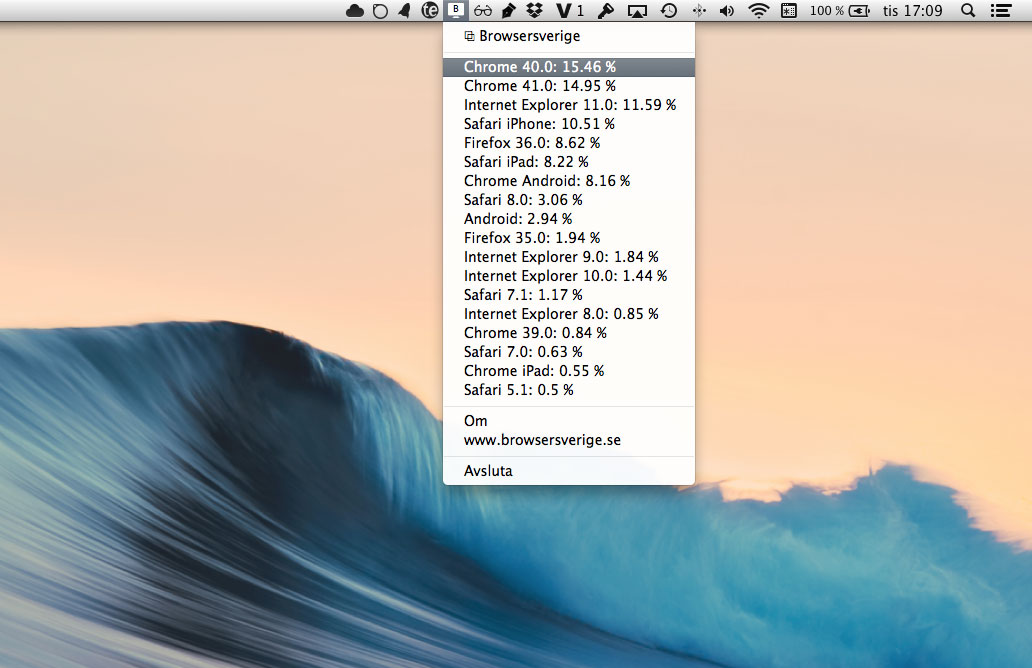 te B V 1 100 % tis 17:09
Browsersverige
Chrome 40.0: 15.46 %
Chrome 41.0: 14.95 %
Internet Explorer 11.0: 11.59 %
Safari iPhone: 10.51 %
Firefox 36.0: 8.62 %
Safari iPad: 8.22 %
Chrome Android: 8.16 %
Safari 8.0: 3.06 %
Android: 2.94 %
Firefox 35.0: 1.94 %
Internet Explorer 9.0: 1.84 %
Internet Explorer 10.0: 1.44 %
Safari 7.1: 1.17 %
Internet Explorer 8.0: 0.85 %
Chrome 39.0: 0.84 %
Safari 7.0: 0.63 %
Chrome iPad: 0.55 %
Safari 5.1: 0.5 %
Om
www.browsersverige.se
Avsluta